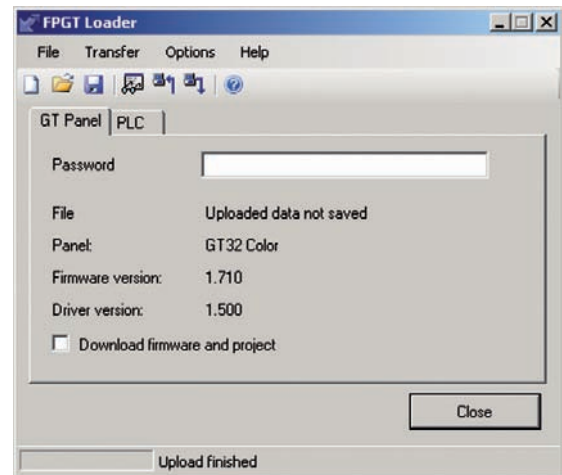 FPGT Loader
File Transfer Options Help
GT Panel PLC
Password
File Uploaded data not saved
Panel: GT32 Color
Firmware version: 1.710
Driver version: 1.500
Download firmware and project
Close
Upload finished